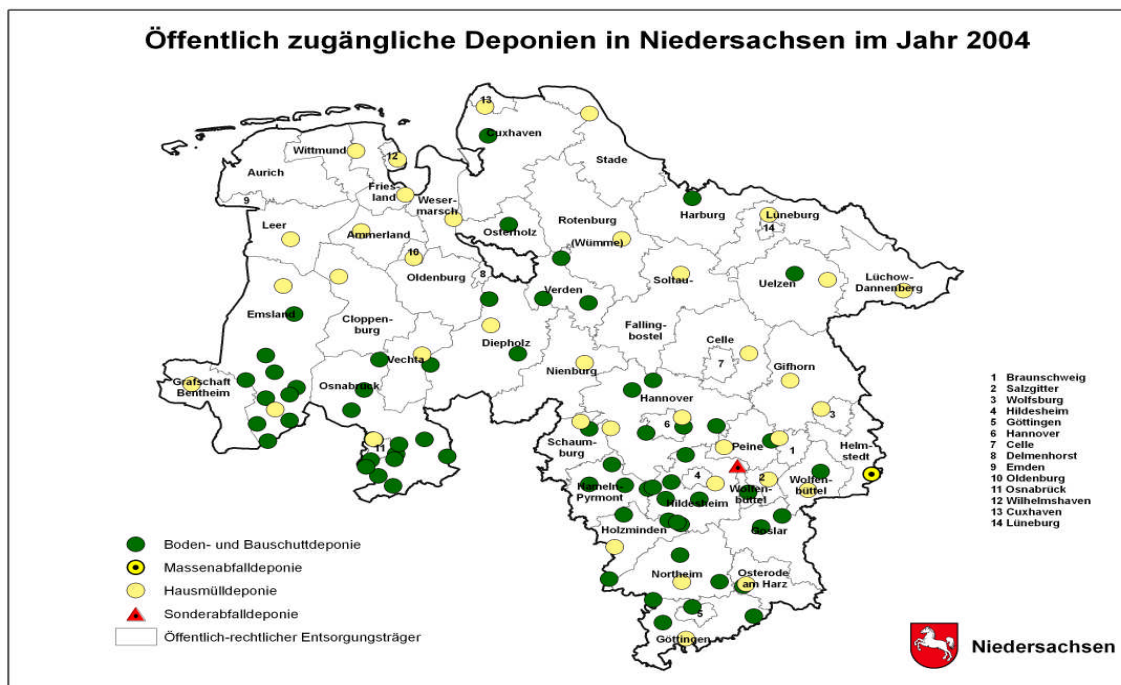 Öffentlich zugängliche Deponien in Niedersachsen im Jahr 2004
13
Cuxhaven
Wittmund
12
Stade
Aurich
Fries-
land
Weser-
marsch
9
Harburg
Lüneburg
14
Leer
Ammerland
Osterholz
Rotenburg
(Wümme)
10
Oldenburg
8
Soltau-
Uelzen
Lüchow-
Dannenberg
Emsland
Verden
Cloppen-
burg
Falling-
bostel
Diepholz
Celle
7
Vechta
Nienburg
Gifhorn
Grafschaft
Bentheim
Osnabrück
Hannover
3
6
11
Schaum-
burg
Peine
1
Helm-
stedt
Hameln-
Pyrmont
4
Hildesheim
2
Wolfen-
büttel
Wolfen-
büttel
Holzminden
Goslar
Northeim
Osterode
am Harz
5
Göttingen
1 Braunschweig
2 Salzgitter
3 Wolfsburg
4 Hildesheim
5 Göttingen
6 Hannover
7 Celle
8 Delmenhorst
9 Emden
10 Oldenburg
11 Osnabrück
12 Wilhelmshaven
13 Cuxhaven
14 Lüneburg
Boden- und Bauschuttdeponie
Massenabfalldeponie
Hausmülldeponie
Sonderabfalldeponie
Öffentlich-rechtlicher Entsorgungsträger
Niedersachsen